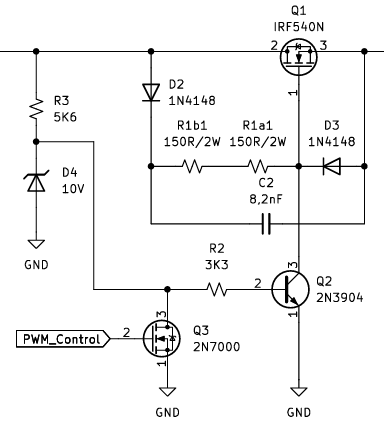 Q1
IRF540N
2
3
1
D2
1N4148
R3
5K6
R1b1
150R/2W
R1a1
150R/2W
D3
1N4148
D4
10V
C2
8,2nF
GND
R2
3K3
3
2
Q2
2N3904
1
PWM_Control
2
3
Q3
2N7000
1
GND
GND